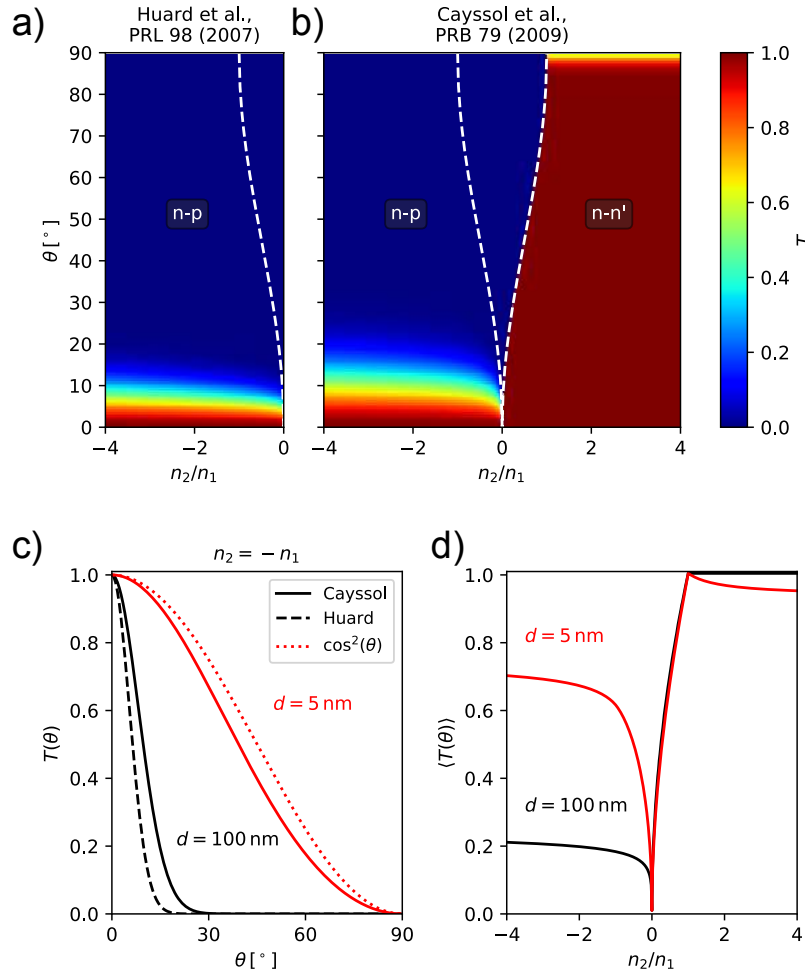 a)
Huard et al.,
PRL 98 (2007)
b)
Cayssol et al.,
PRB 79 (2009)
θ [°]
90
80
70
60
50
40
30
20
10
0
n-p
−4
−2
0
n₂/n₁
n-p
n-n'
−4
−2
0
2
4
n₂/n₁
1.0
0.8
0.6
0.4
0.2
0.0
c)
n₂ = −n₁
T(θ)
1.0
0.8
0.6
0.4
0.2
0.0
Cayssol
Huard
cos²(θ)
d = 5 nm
d = 100 nm
0
30
60
90
θ [°]
d)
⟨T(θ)⟩
1.0
0.8
0.6
0.4
0.2
0.0
d = 5 nm
d = 100 nm
−4
−2
0
2
4
n₂/n₁